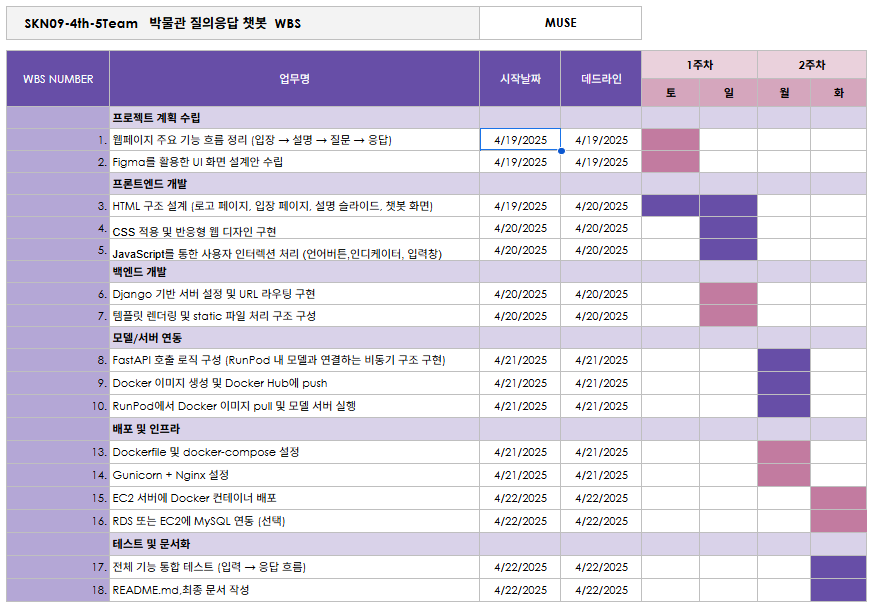 SKN09-4th-5Team 박물관 질의응답 챗봇 WBS MUSE
WBS NUMBER 업무명 시작날짜 데드라인 1주차 2주차
토 일 월 화
프로젝트 계획 수립
1. 웹페이지 주요 기능 흐름 정리 (입장 → 설명 → 질문 → 응답) 4/19/2025 4/19/2025
2. Figma를 활용한 UI 화면 설계안 수립 4/19/2025 4/19/2025
프론트엔드 개발
3. HTML 구조 설계 (로고 페이지, 입장 페이지, 설명 슬라이드, 챗봇 화면) 4/19/2025 4/20/2025
4. CSS 적용 및 반응형 웹 디자인 구현 4/20/2025 4/20/2025
5. JavaScript를 통한 사용자 인터렉션 처리 (언어버튼,인디케이터, 입력창) 4/20/2025 4/20/2025
백엔드 개발
6. Django 기반 서버 설정 및 URL 라우팅 구현 4/20/2025 4/20/2025
7. 템플릿 렌더링 및 static 파일 처리 구조 구성 4/20/2025 4/20/2025
모델/서버 연동
8. FastAPI 호출 로직 구성 (RunPod 내 모델과 연결하는 비동기 구조 구현) 4/21/2025 4/21/2025
9. Docker 이미지 생성 및 Docker Hub에 push 4/21/2025 4/21/2025
10. RunPod에서 Docker 이미지 pull 및 모델 서버 실행 4/21/2025 4/21/2025
배포 및 인프라
13. Dockerfile 및 docker-compose 설정 4/21/2025 4/21/2025
14. Gunicorn + Nginx 설정 4/21/2025 4/21/2025
15. EC2 서버에 Docker 컨테이너 배포 4/22/2025 4/22/2025
16. RDS 또는 EC2에 MySQL 연동 (선택) 4/22/2025 4/22/2025
테스트 및 문서화
17. 전체 기능 통합 테스트 (입력 → 응답 흐름) 4/22/2025 4/22/2025
18. README.md,최종 문서 작성 4/22/2025 4/22/2025